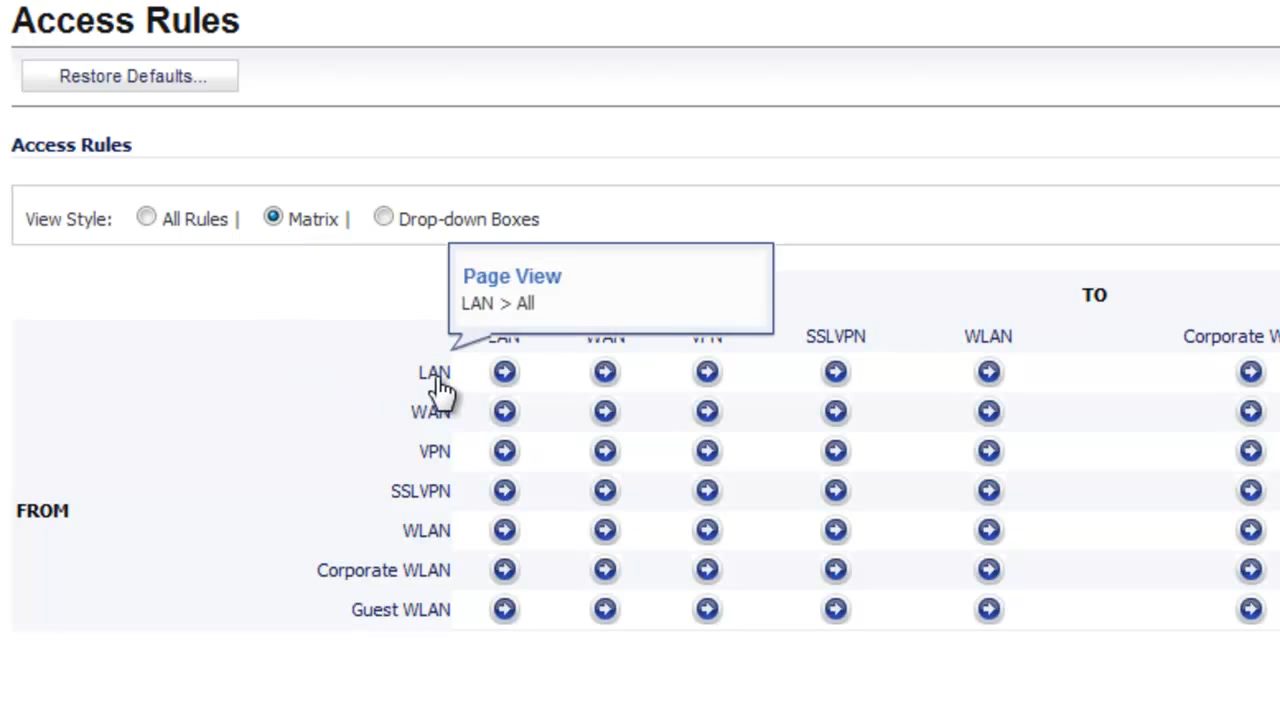 Access Rules
Restore Defaults...
Access Rules
View Style: All Rules | Matrix | Drop-down Boxes
Page View
LAN > All
TO
LAN WAN VPN SSLVPN WLAN Corporate W
LAN
WAN
VPN
SSLVPN
FROM
WLAN
Corporate WLAN
Guest WLAN